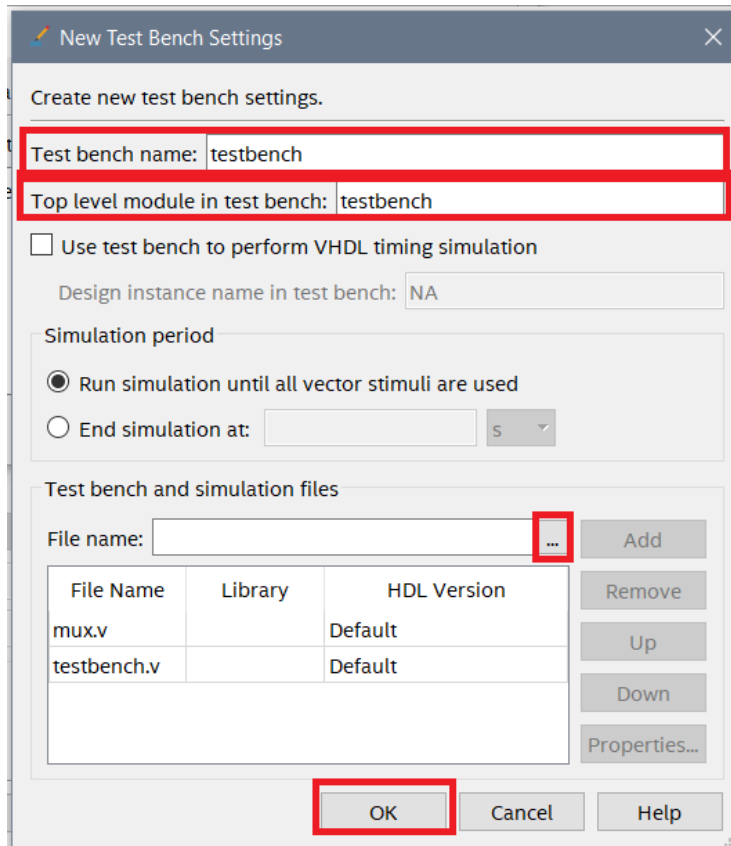 New Test Bench Settings
Create new test bench settings.
Test bench name: testbench
Top level module in test bench: testbench
Use test bench to perform VHDL timing simulation
Design instance name in test bench: NA
Simulation period
Run simulation until all vector stimuli are used
End simulation at: s
Test bench and simulation files
File name: ... Add
File Name Library HDL Version Remove
mux.v Default
Up
testbench.v Default
Down
Properties...
OK Cancel Help